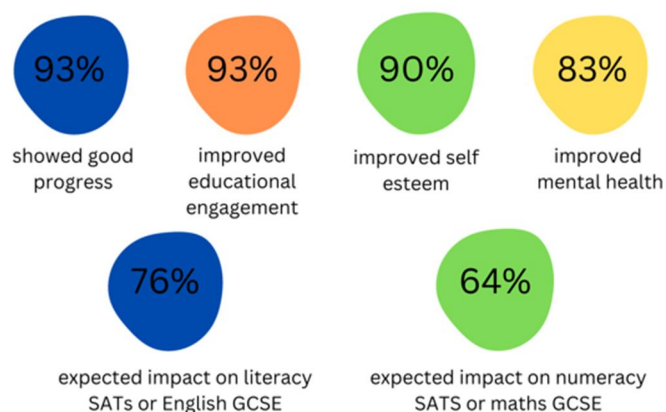 93%
showed good
progress
93%
improved
educational
engagement
90%
improved self
esteem
83%
improved
mental health
76%
expected impact on literacy
SATs or English GCSE
64%
expected impact on numeracy
SATS or maths GCSE